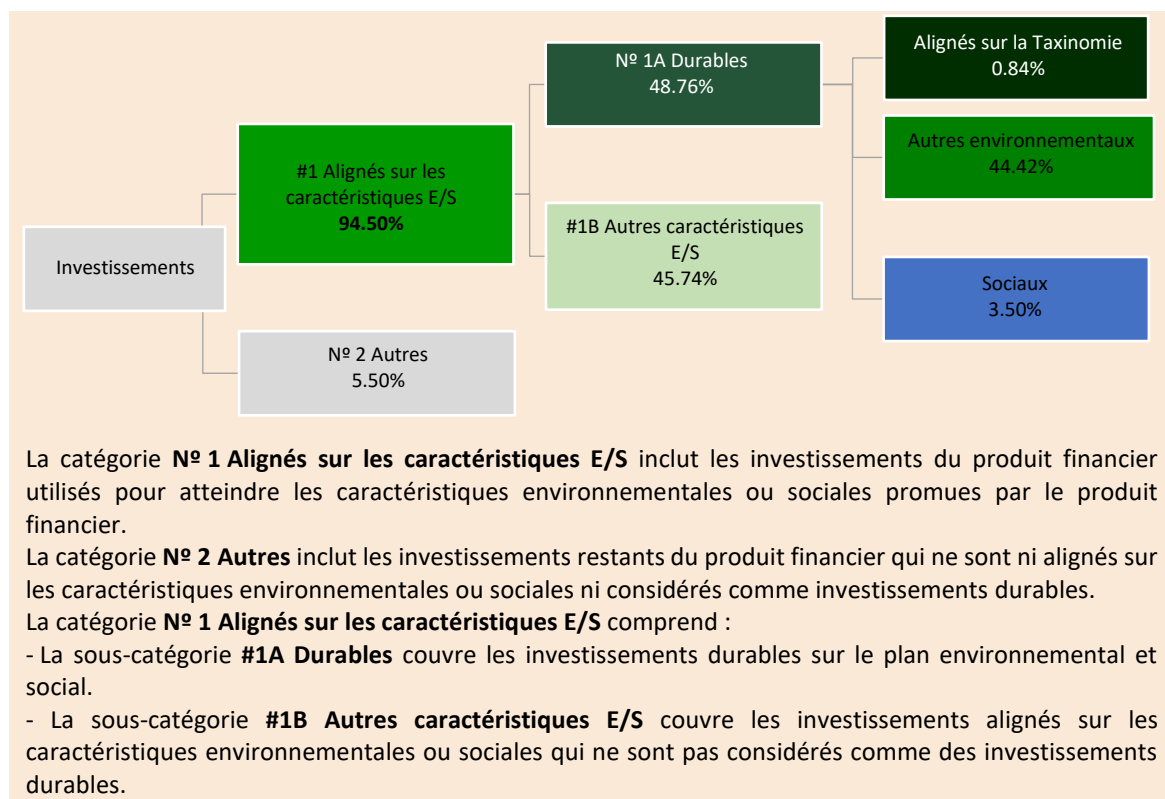 Alignés sur la Taxinomie
0.84%
Nº 1A Durables
48.76%
Autres environnementaux
44.42%
#1 Alignés sur les
caractéristiques E/S
94.50%
#1B Autres caractéristiques
E/S
45.74%
Investissements
Sociaux
3.50%
Nº 2 Autres
5.50%
La catégorie Nº 1 Alignés sur les caractéristiques E/S inclut les investissements du produit financier
utilisés pour atteindre les caractéristiques environnementales ou sociales promues par le produit
financier.
La catégorie Nº 2 Autres inclut les investissements restants du produit financier qui ne sont ni alignés sur
les caractéristiques environnementales ou sociales ni considérés comme investissements durables.
La catégorie Nº 1 Alignés sur les caractéristiques E/S comprend :
- La sous-catégorie #1A Durables couvre les investissements durables sur le plan environnemental et
social.
- La sous-catégorie #1B Autres caractéristiques E/S couvre les investissements alignés sur les
caractéristiques environnementales ou sociales qui ne sont pas considérés comme des investissements
durables.